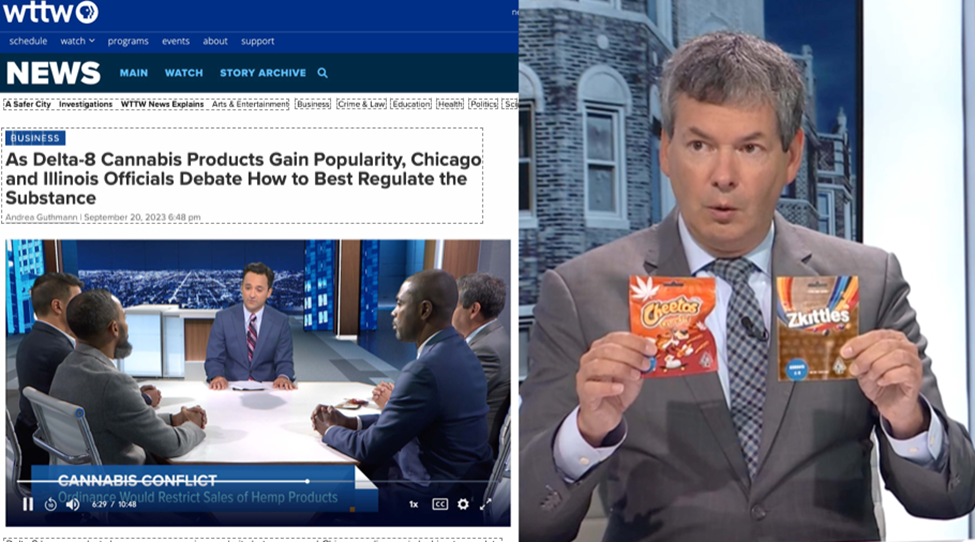 wttw
schedule watch programs events about support
NEWS MAIN WATCH STORY ARCHIVE
A Safer City Investigations WTTW News Explains Arts & Entertainment Business Crime & Law Education Health Politics Sci
BUSINESS
As Delta-8 Cannabis Products Gain Popularity, Chicago
and Illinois Officials Debate How to Best Regulate the
Substance
Andrea Guthmann | September 20, 2023 6:48 pm
CANNABIS CONFLICT
Ordinance Would Restrict Sales of Hemp Products
10
6:29 / 10:48 1x CC
Cheetos
Zkittles